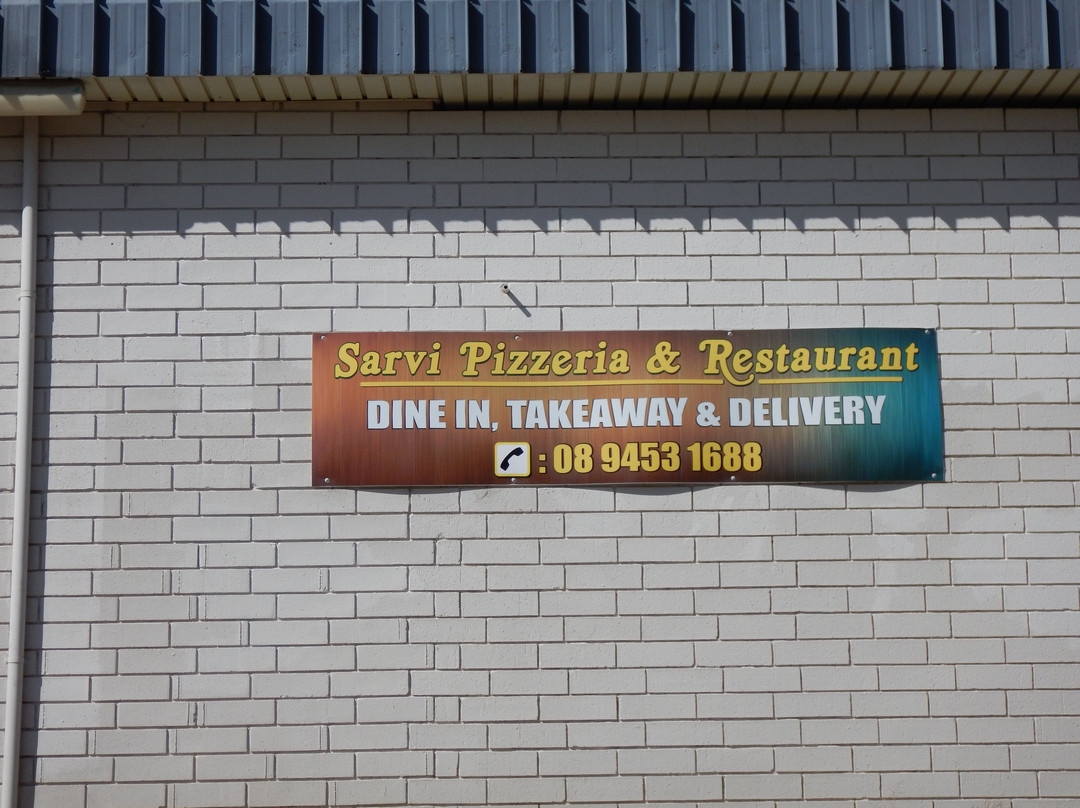 Sarvi Pizzeria & Restaurant
DINE IN, TAKEAWAY & DELIVERY
: 08 9453 1688